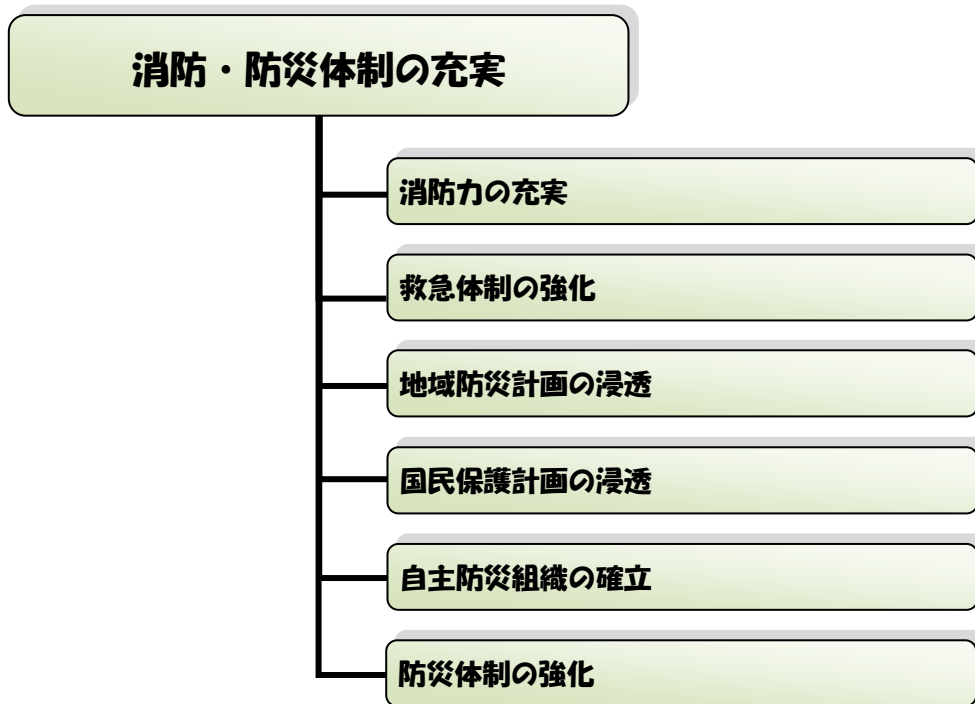 消防・防災体制の充実
消防力の充実
救急体制の強化
地域防災計画の浸透
国民保護計画の浸透
自主防災組織の確立
防災体制の強化